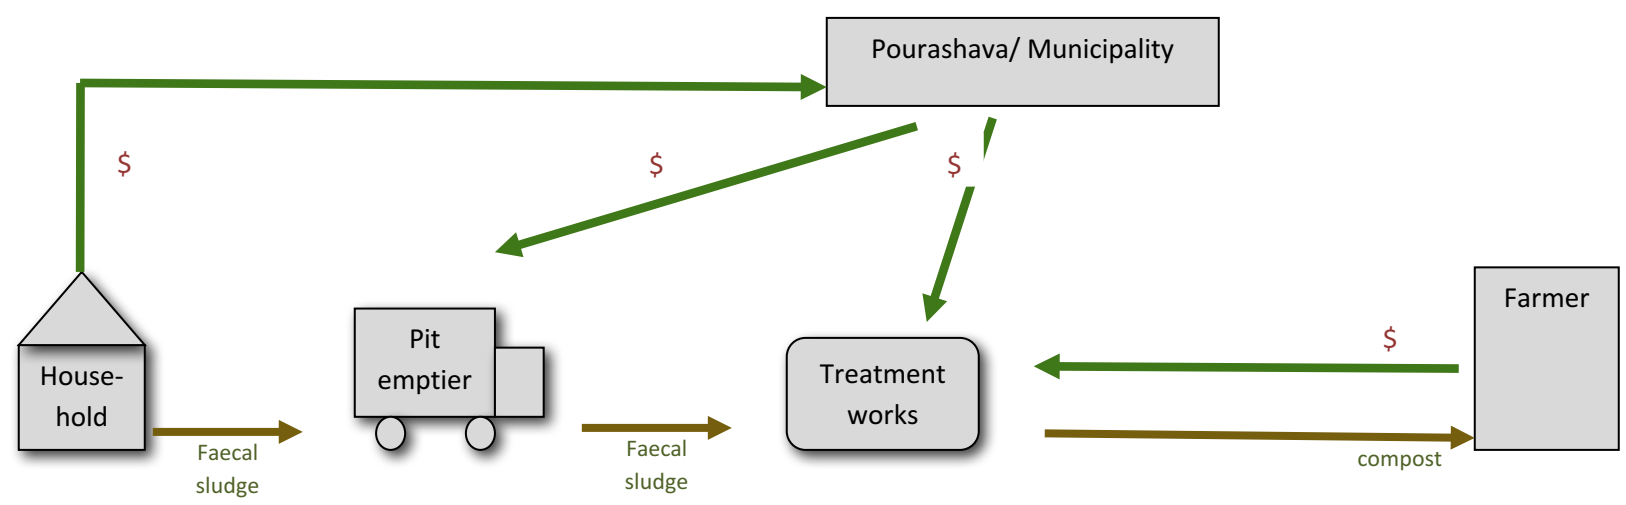 Pourashava/ Municipality
$
$
$
Farmer
Pit
emptier
$
House-
hold
Treatment
works
Faecal
sludge
Faecal
sludge
compost